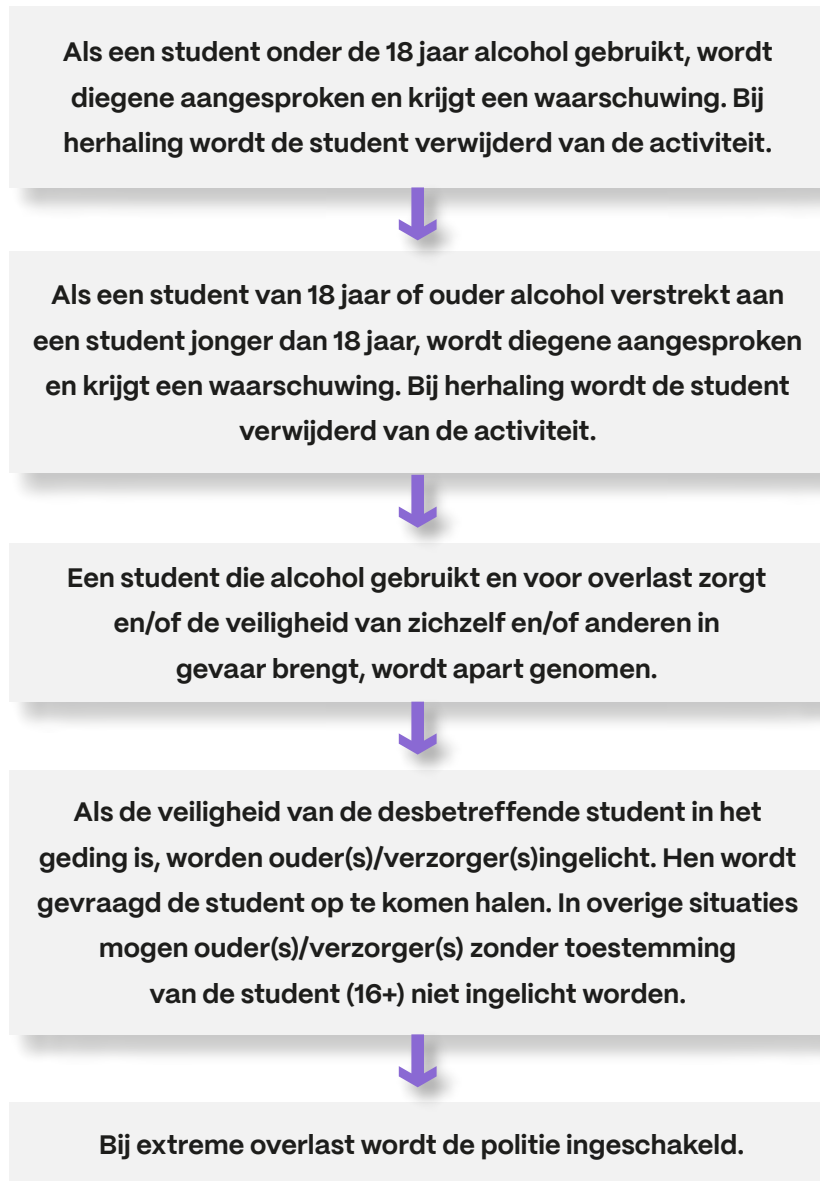 Als een student onder de 18 jaar alcohol gebruikt, wordt
diegene aangesproken en krijgt een waarschuwing. Bij
herhaling wordt de student verwijderd van de activiteit.
Als een student van 18 jaar of ouder alcohol verstrekt aan
een student jonger dan 18 jaar, wordt diegene aangesproken
en krijgt een waarschuwing. Bij herhaling wordt de student
verwijderd van de activiteit.
Een student die alcohol gebruikt en voor overlast zorgt
en/of de veiligheid van zichzelf en/of anderen in
gevaar brengt, wordt apart genomen.
Als de veiligheid van de desbetreffende student in het
geding is, worden ouder(s)/verzorger(s)ingelicht. Hen wordt
gevraagd de student op te komen halen. In overige situaties
mogen ouder(s)/verzorger(s) zonder toestemming
van de student (16+) niet ingelicht worden.
Bij extreme overlast wordt de politie ingeschakeld.